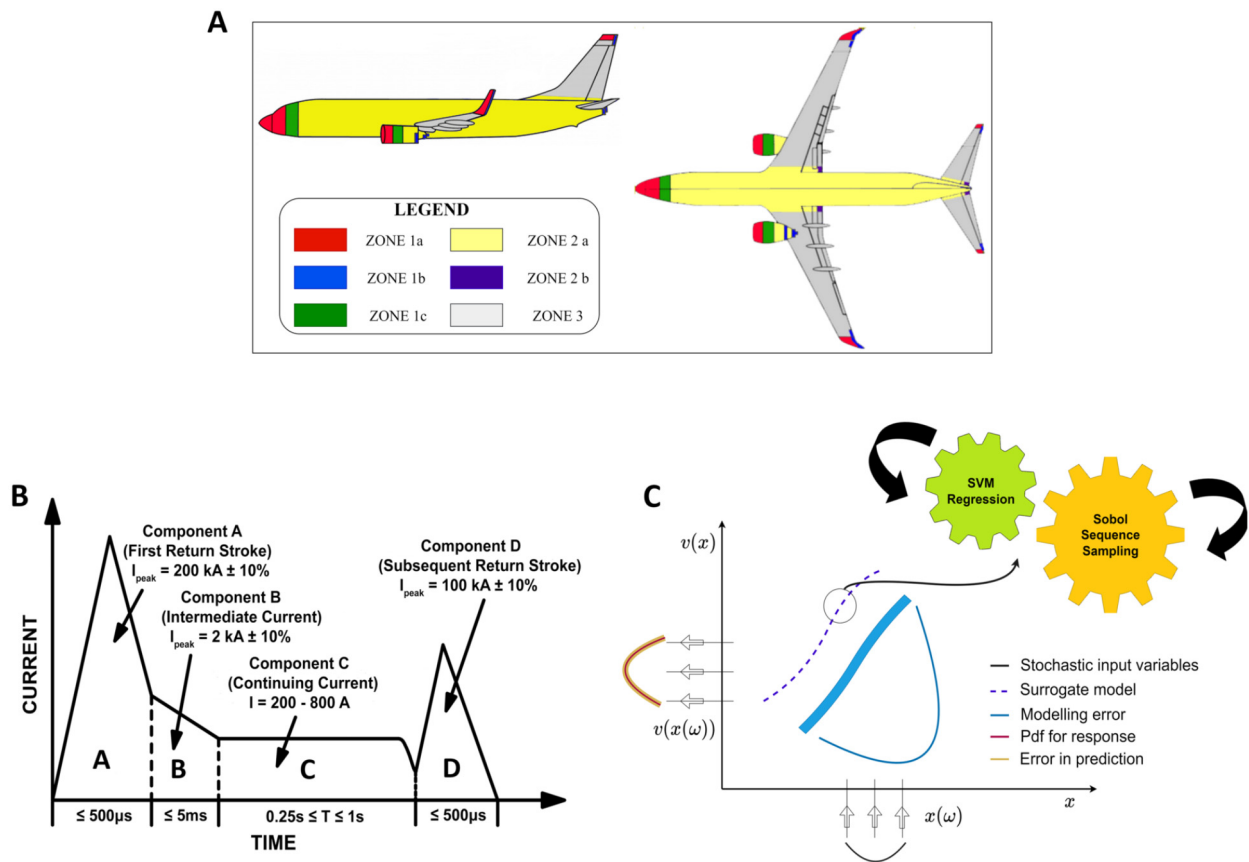 A
LEGEND
ZONE 1a
ZONE 2 a
ZONE 1b
ZONE 2 b
ZONE 1c
ZONE 3
B
CURRENT
Component A
(First Return Stroke)
I_peak = 200 kA ± 10%
Component B
(Intermediate Current)
I_peak = 2 kA ± 10%
Component C
(Continuing Current)
I = 200 - 800 A
Component D
(Subsequent Return Stroke)
I_peak = 100 kA ± 10%
A
B
C
D
≤ 500μs
≤ 5ms
0.25s ≤ T ≤ 1s
≤ 500μs
TIME
C
SVM
Regression
Sobol
Sequence
Sampling
v(x)
v(x(ω))
Stochastic input variables
Surrogate model
Modelling error
Pdf for response
Error in prediction
x
x(ω)